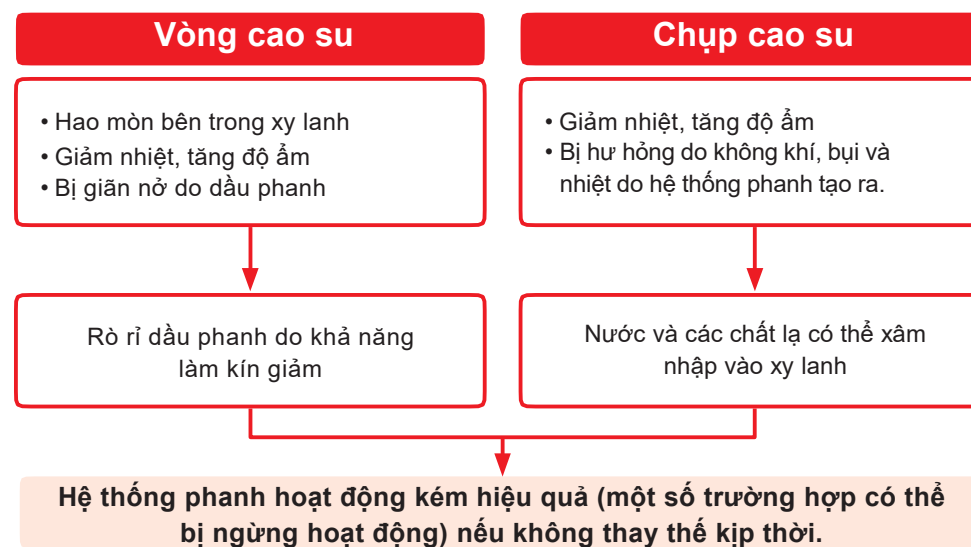 Vòng cao su
• Hao mòn bên trong xy lanh
• Giảm nhiệt, tăng độ ẩm
• Bị giãn nở do dầu phanh
Rò rỉ dầu phanh do khả năng
làm kín giảm
Chụp cao su
• Giảm nhiệt, tăng độ ẩm
• Bị hư hỏng do không khí, bụi và
nhiệt do hệ thống phanh tạo ra.
Nước và các chất lạ có thể xâm
nhập vào xy lanh
Hệ thống phanh hoạt động kém hiệu quả (một số trường hợp có thể
bị ngừng hoạt động) nếu không thay thế kịp thời.